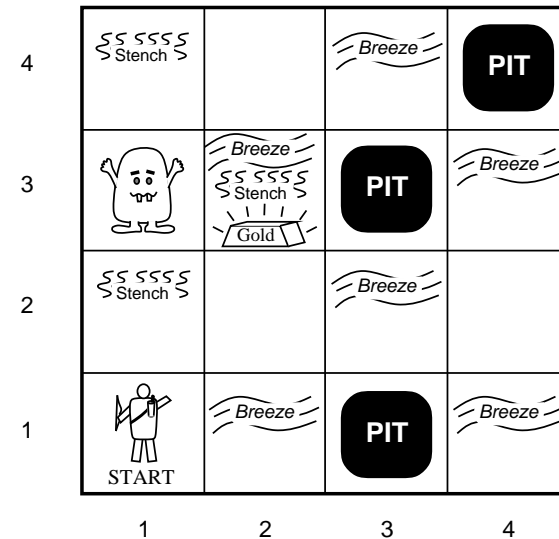 4
Stench
Breeze
PIT
3
Breeze
Stench
Gold
PIT
Breeze
2
Stench
Breeze
1
START
Breeze
PIT
Breeze
1 2 3 4